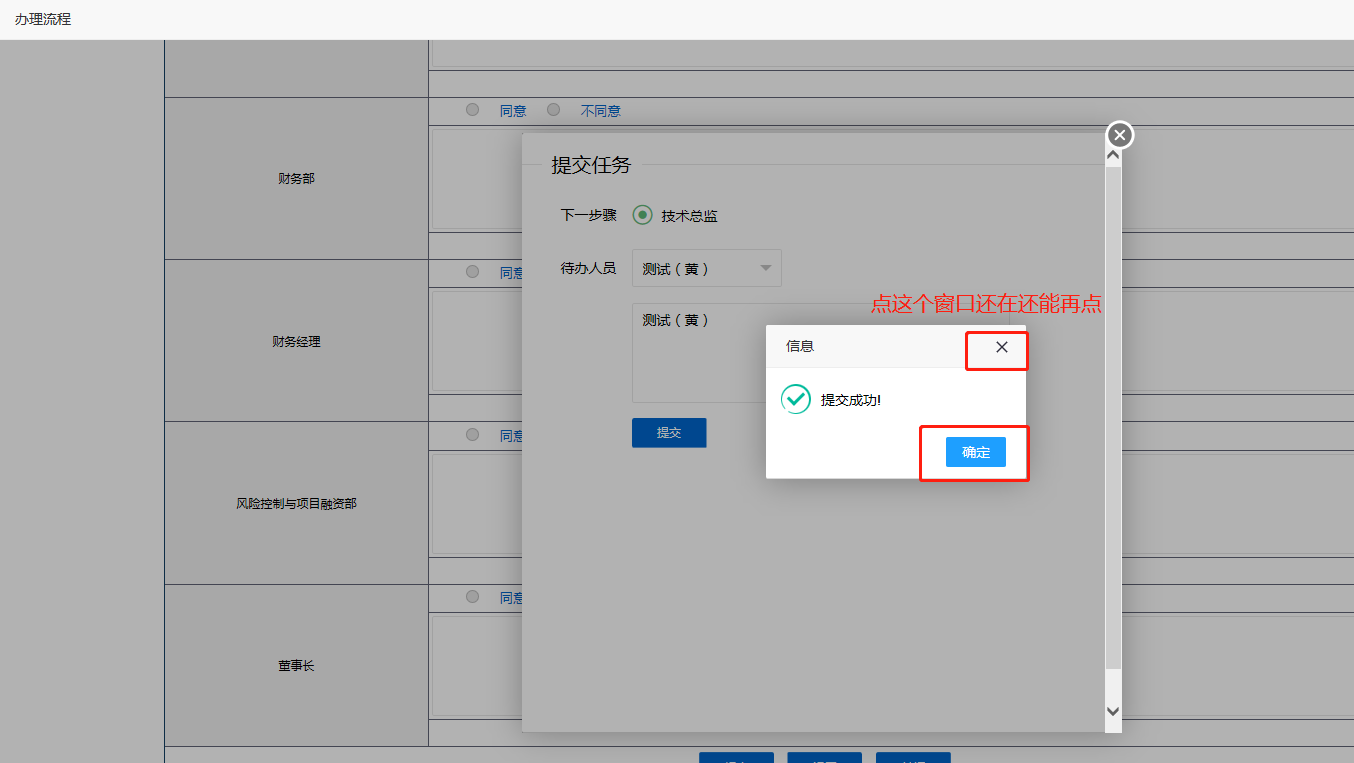 办理流程
同意 不同意
财务部
提交任务
下一步骤 技术总监
待办人员 测试（黄）
同意
点这个窗口还在还能再点
测试（黄）
财务经理
信息
提交成功!
提交
同意
确定
风险控制与项目融资部
同意
董事长